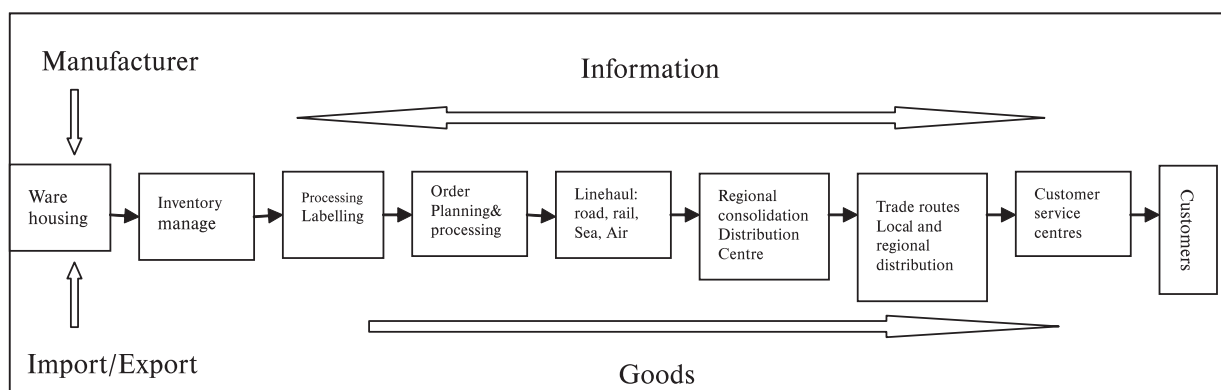 Manufacturer
Information
Ware
housing
Inventory
manage
Processing
Labelling
Order
Planning&
processing
Linehaul:
road, rail,
Sea, Air
Regional
consolidation
Distribution
Centre
Trade routes
Local and
regional
distribution
Customer
service
centres
Customers
Import/Export
Goods